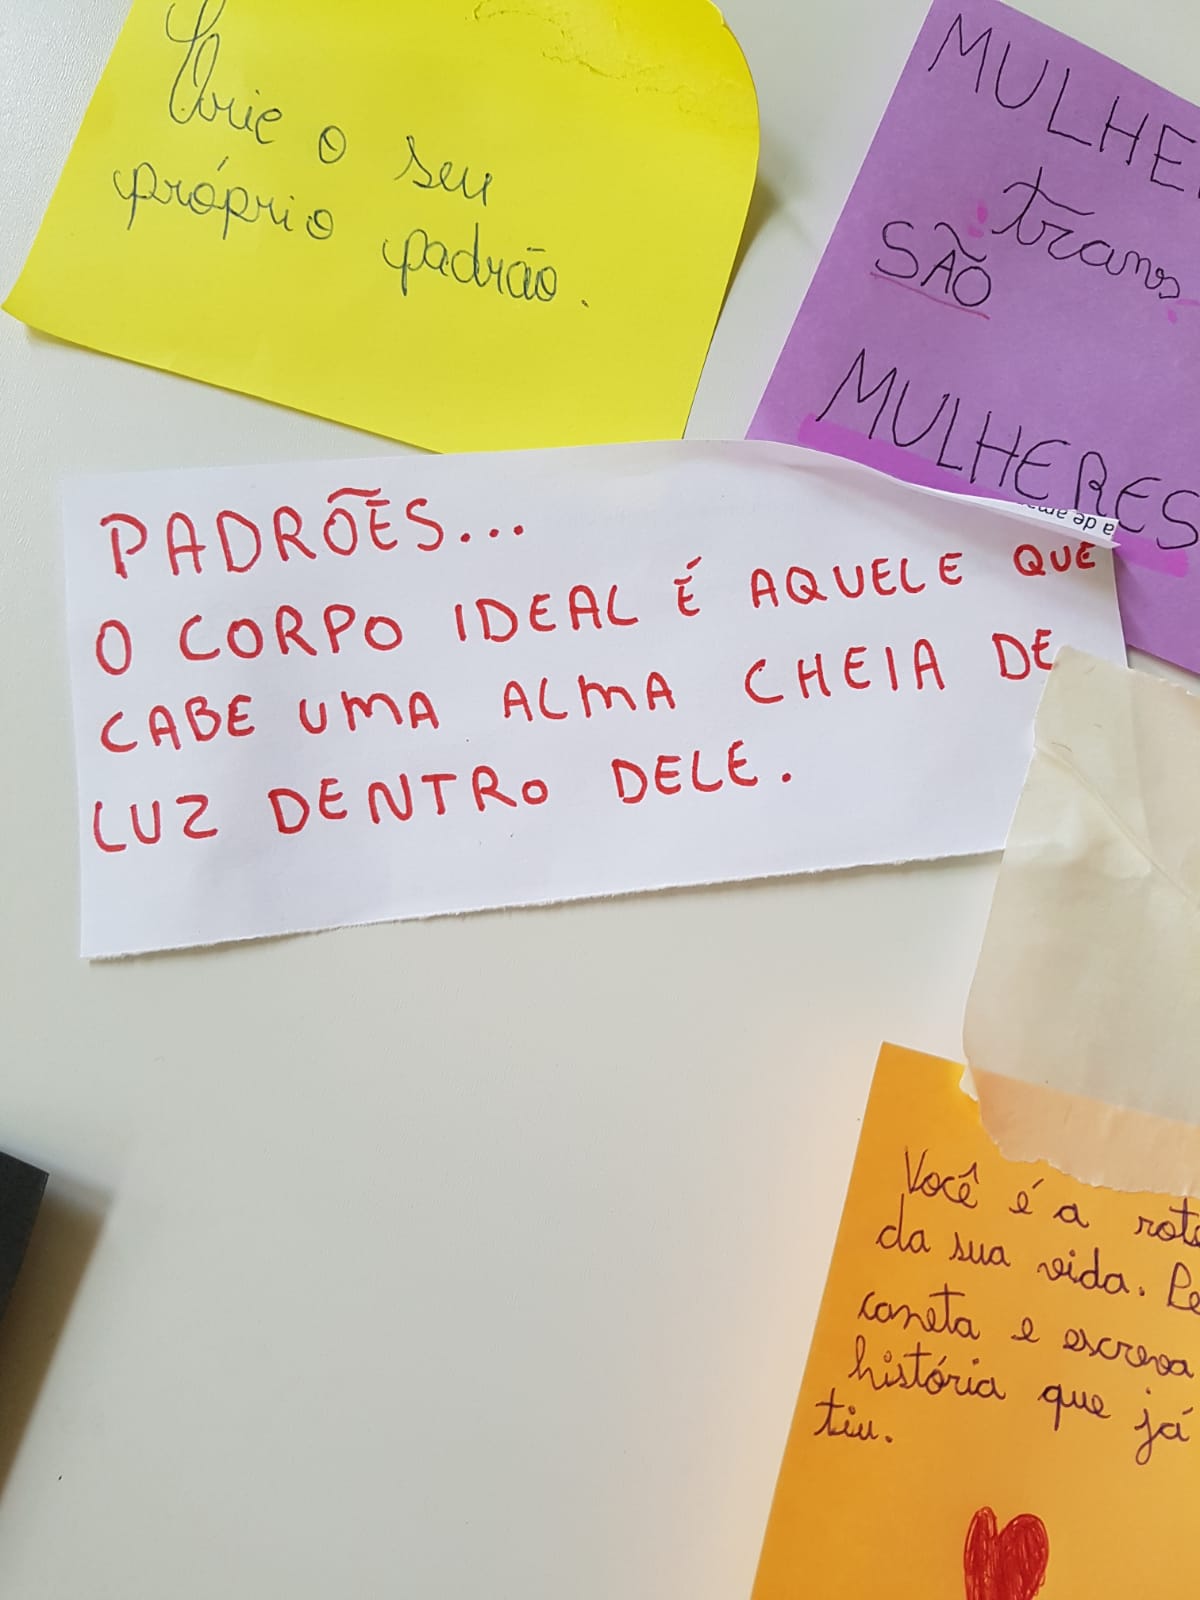 Crie o seu
próprio padrão.
MULHE
trans
SÃO
MULHERES
a de
PADRÕES...
O CORPO IDEAL É AQUELE QUE
CABE UMA ALMA CHEIA DE
LUZ DENTRO DELE.
Você é a
da sua vida.
caneta e escreva
história que já
tiu.